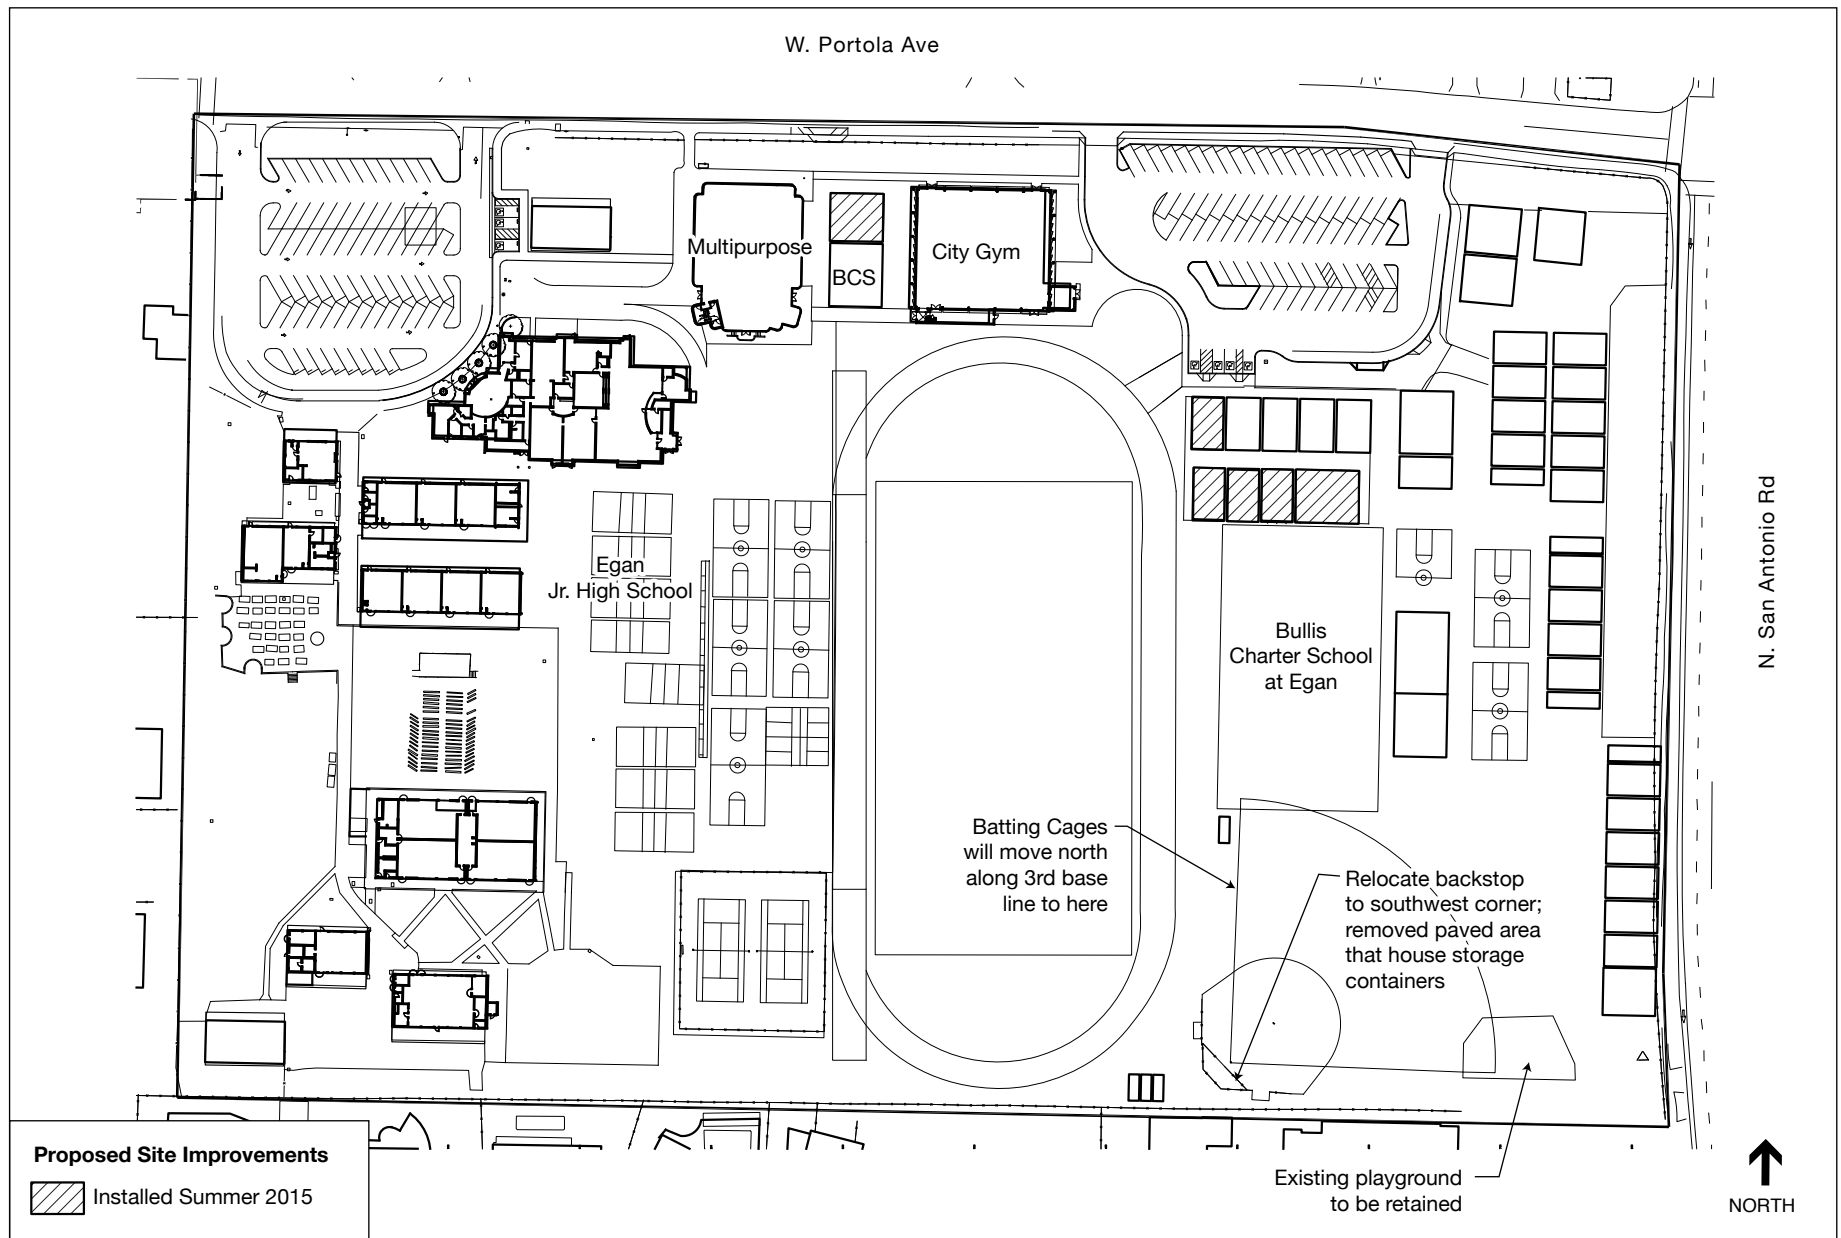 W. Portola Ave
Multipurpose
BCS
City Gym
N. San Antonio Rd
Egan
Jr. High School
Bullis
Charter School
at Egan
Batting Cages
will move north
along 3rd base
line to here
Relocate backstop
to southwest corner;
removed paved area
that house storage
containers
Existing playground
to be retained
Proposed Site Improvements
Installed Summer 2015
NORTH